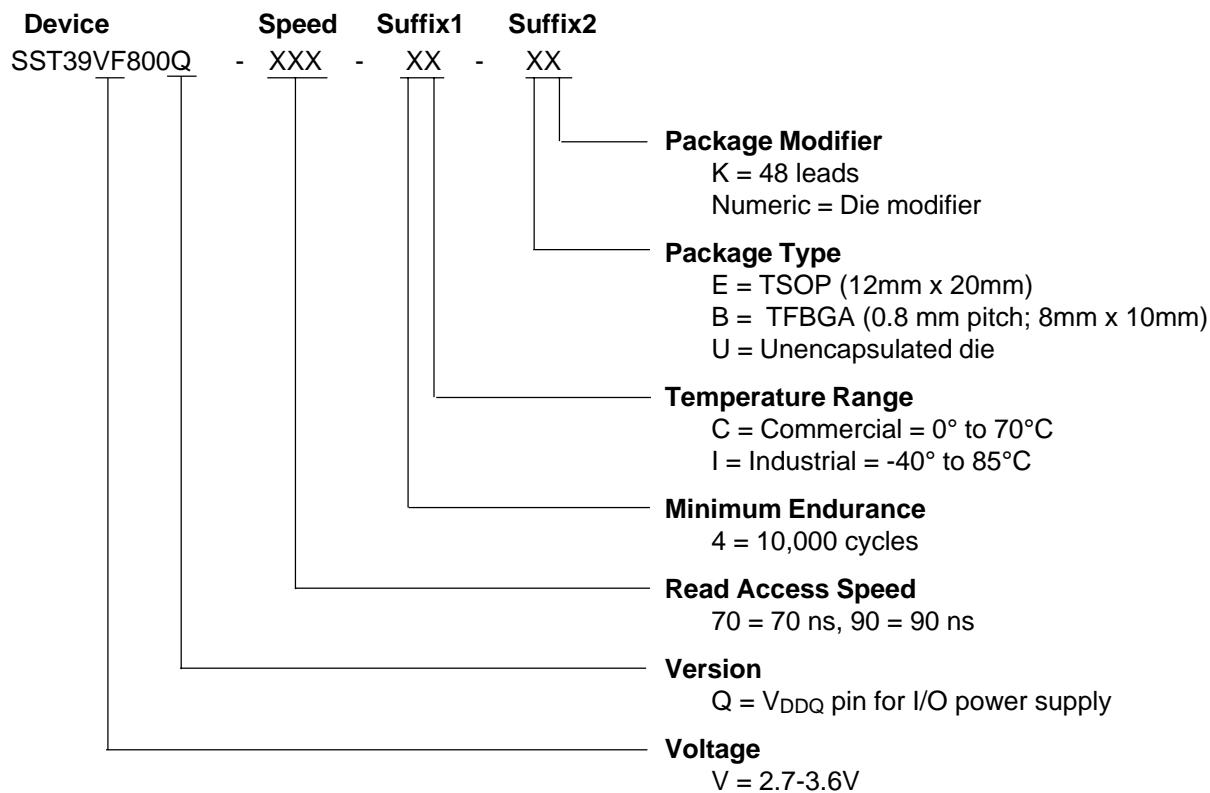 Device Speed Suffix1 Suffix2
SST39VF800Q - XXX - XX - XX
Package Modifier
K = 48 leads
Numeric = Die modifier
Package Type
E = TSOP (12mm x 20mm)
B = TFBGA (0.8 mm pitch; 8mm x 10mm)
U = Unencapsulated die
Temperature Range
C = Commercial = 0° to 70°C
I = Industrial = -40° to 85°C
Minimum Endurance
4 = 10,000 cycles
Read Access Speed
70 = 70 ns, 90 = 90 ns
Version
Q = VDDQ pin for I/O power supply
Voltage
V = 2.7-3.6V